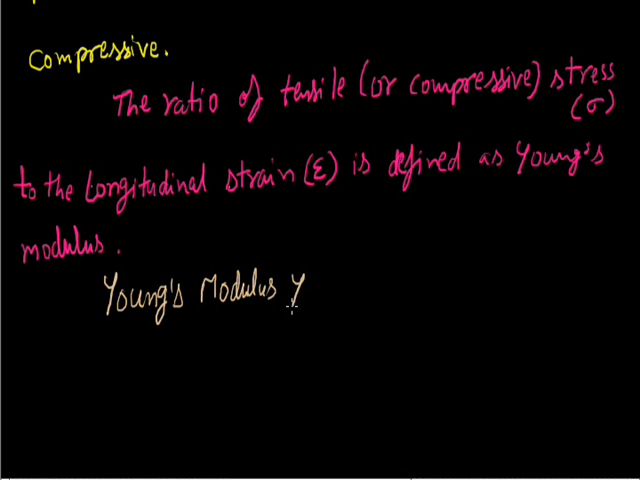 Compressive.
The ratio of tensile (or compressive) stress
(σ)
to the Longitudinal strain (ε) is defined as Young's
modulus.
Young's Modulus Y